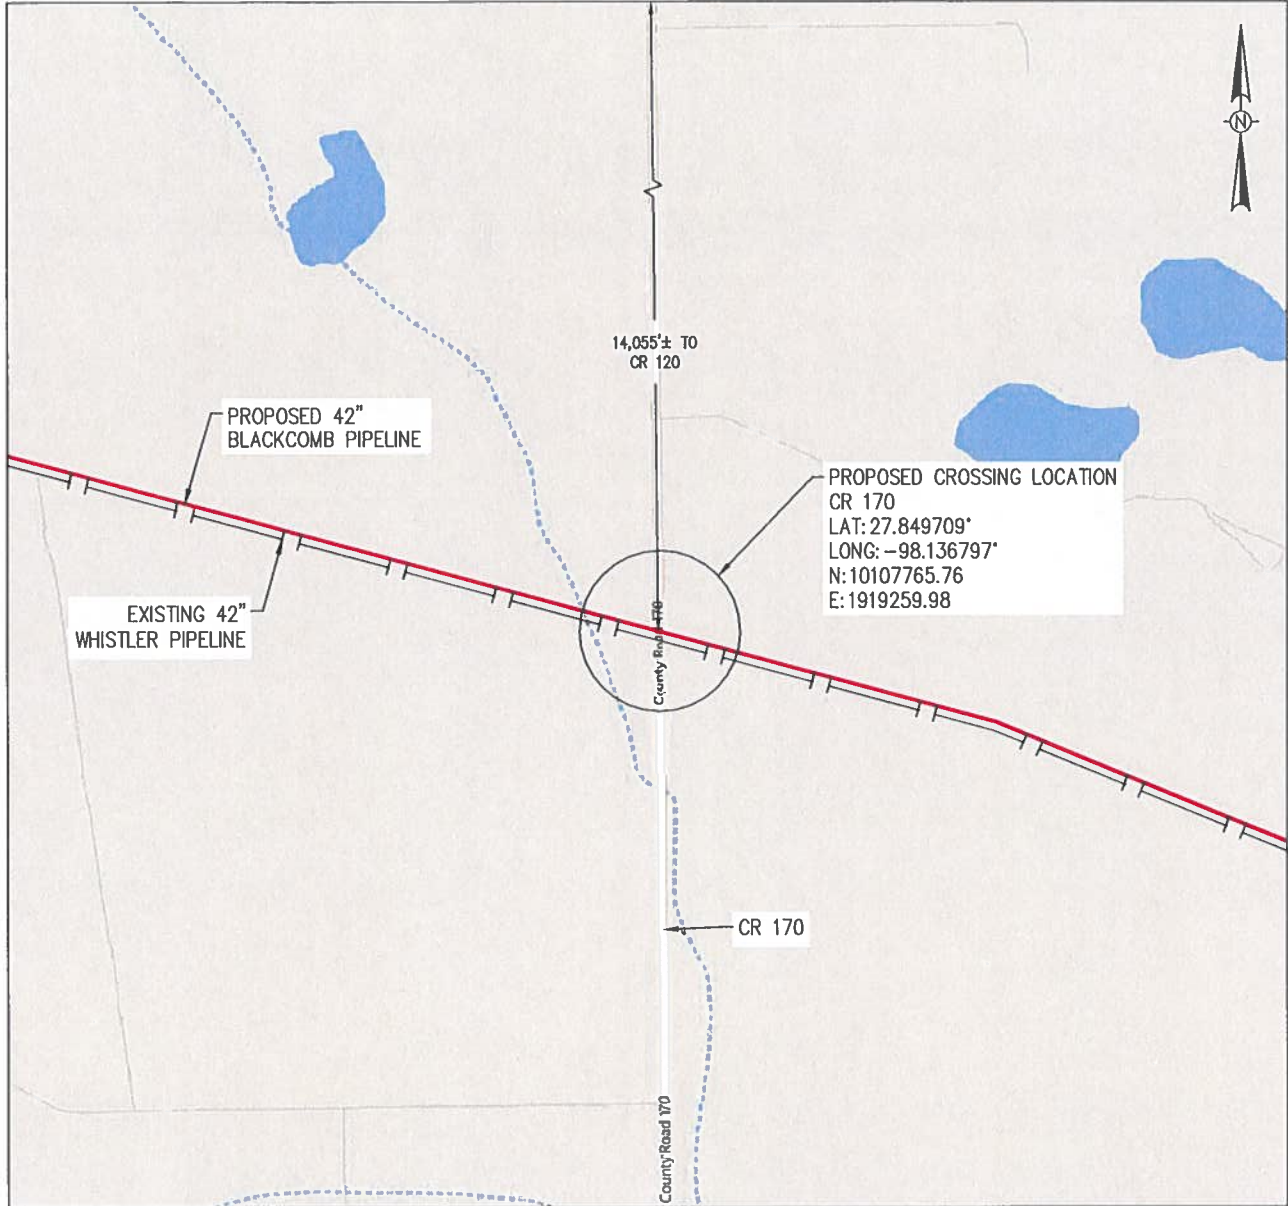 N
14,055'± TO
CR 120
PROPOSED 42"
BLACKCOMB PIPELINE
PROPOSED CROSSING LOCATION
CR 170
LAT: 27.849709°
LONG: -98.136797°
N: 10107765.76
E: 1919259.98
EXISTING 42"
WHISTLER PIPELINE
County Road 170
CR 170
County Road 170